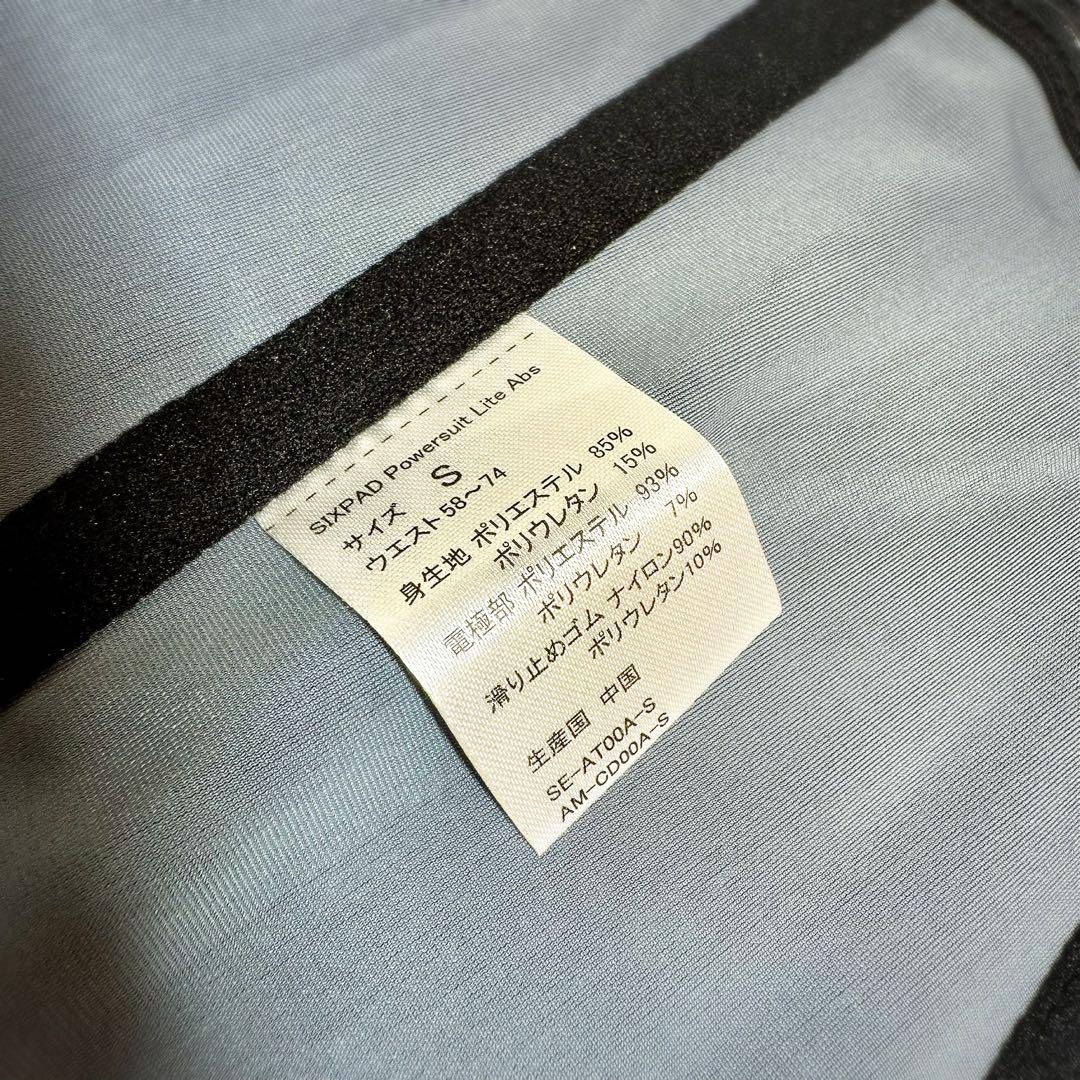 SIXPAD Powersuit Lite Abs
サイズ S
ウエスト58～74
身生地 ポリエステル 85%
ポリウレタン 15%
電極部 ポリエステル 93%
ポリウレタン 7%
滑り止めゴム ナイロン90%
ポリウレタン10%
生産国 中国
SE-AT00A-S
AM-CD00A-S